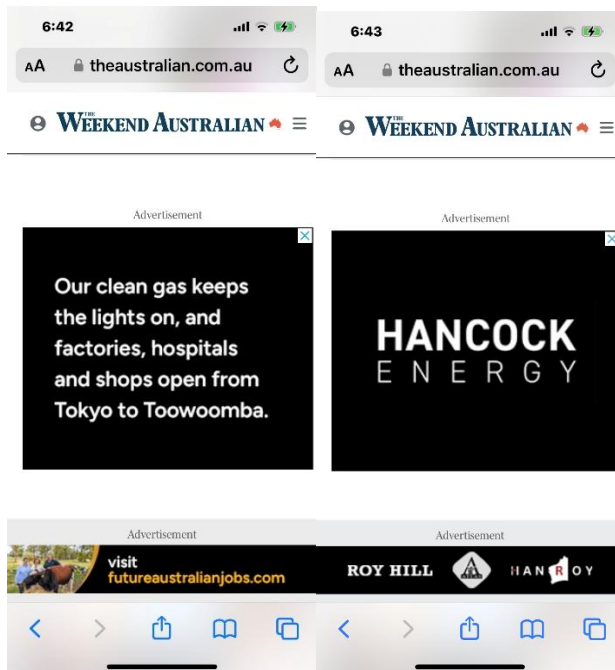 6:42
AA theaustralian.com.au
THE
WEEKEND AUSTRALIAN
Advertisement
Our clean gas keeps
the lights on, and
factories, hospitals
and shops open from
Tokyo to Toowoomba.
Advertisement
visit
futureaustralianjobs.com
6:43
AA theaustralian.com.au
THE
WEEKEND AUSTRALIAN
Advertisement
HANCOCK
ENERGY
Advertisement
ROY HILL
HANROY